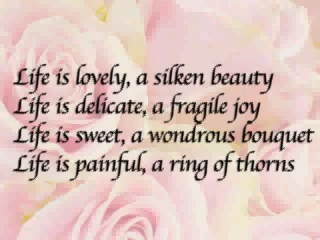 Life is lovely, a silken beauty
Life is delicate, a fragile joy
Life is sweet, a wondrous bouquet
Life is painful, a ring of thorns